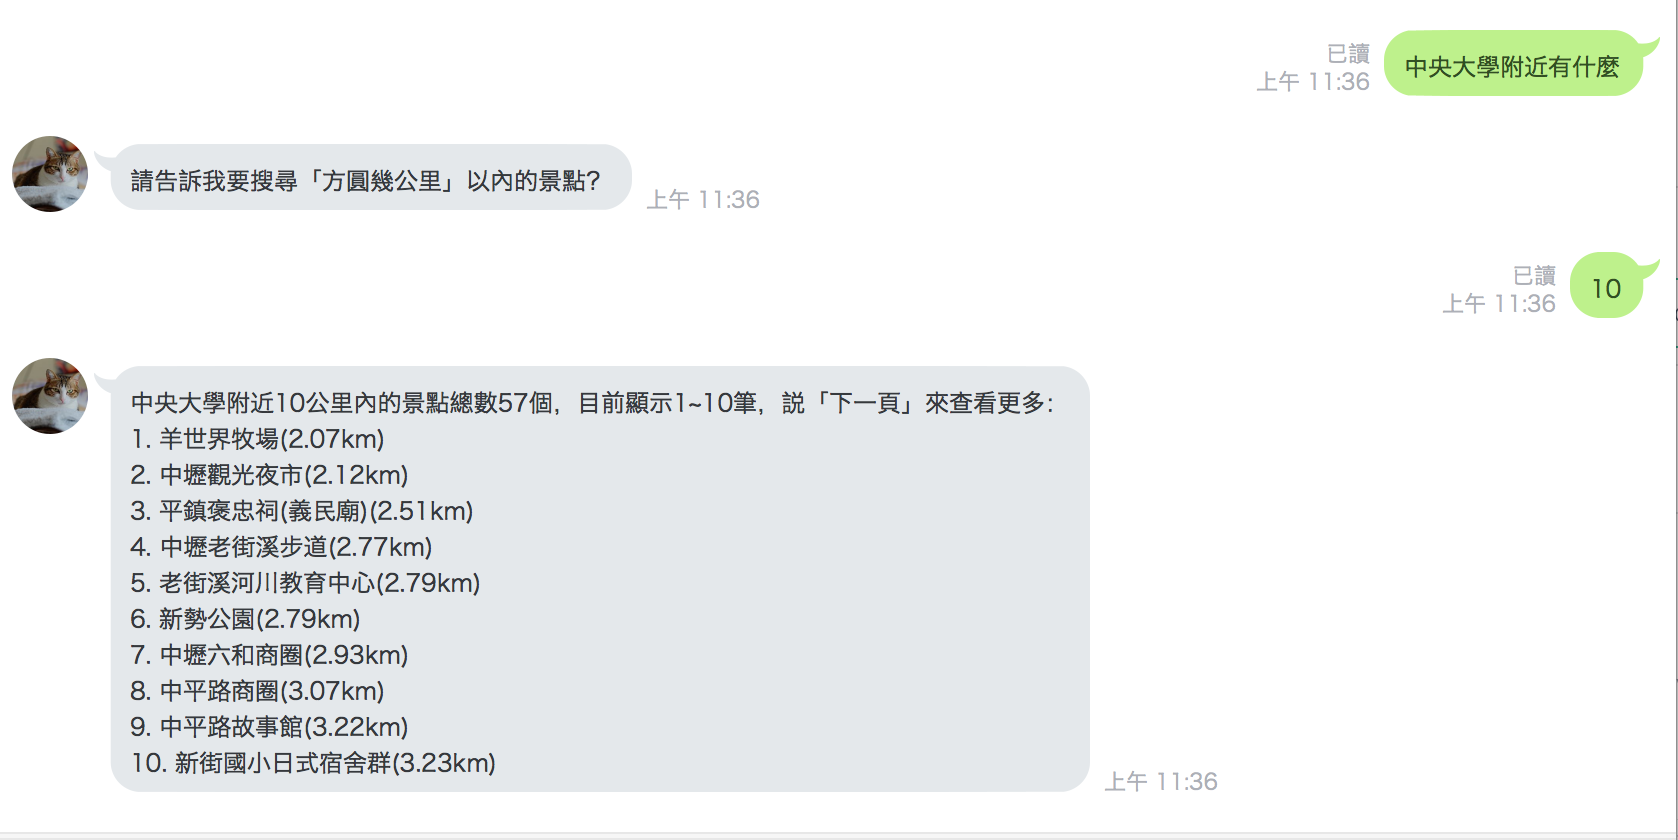 已讀
上午 11:36
中央大學附近有什麼
請告訴我要搜尋「方圓幾公里」以內的景點?
上午 11:36
已讀
上午 11:36
10
中央大學附近10公里內的景點總數57個，目前顯示1~10筆，説「下一頁」來查看更多：
1. 羊世界牧場(2.07km)
2. 中壢觀光夜市(2.12km)
3. 平鎮褒忠祠(義民廟)(2.51km)
4. 中壢老街溪步道(2.77km)
5. 老街溪河川教育中心(2.79km)
6. 新勢公園(2.79km)
7. 中壢六和商圈(2.93km)
8. 中平路商圈(3.07km)
9. 中平路故事館(3.22km)
10. 新街國小日式宿舍群(3.23km)
上午 11:36